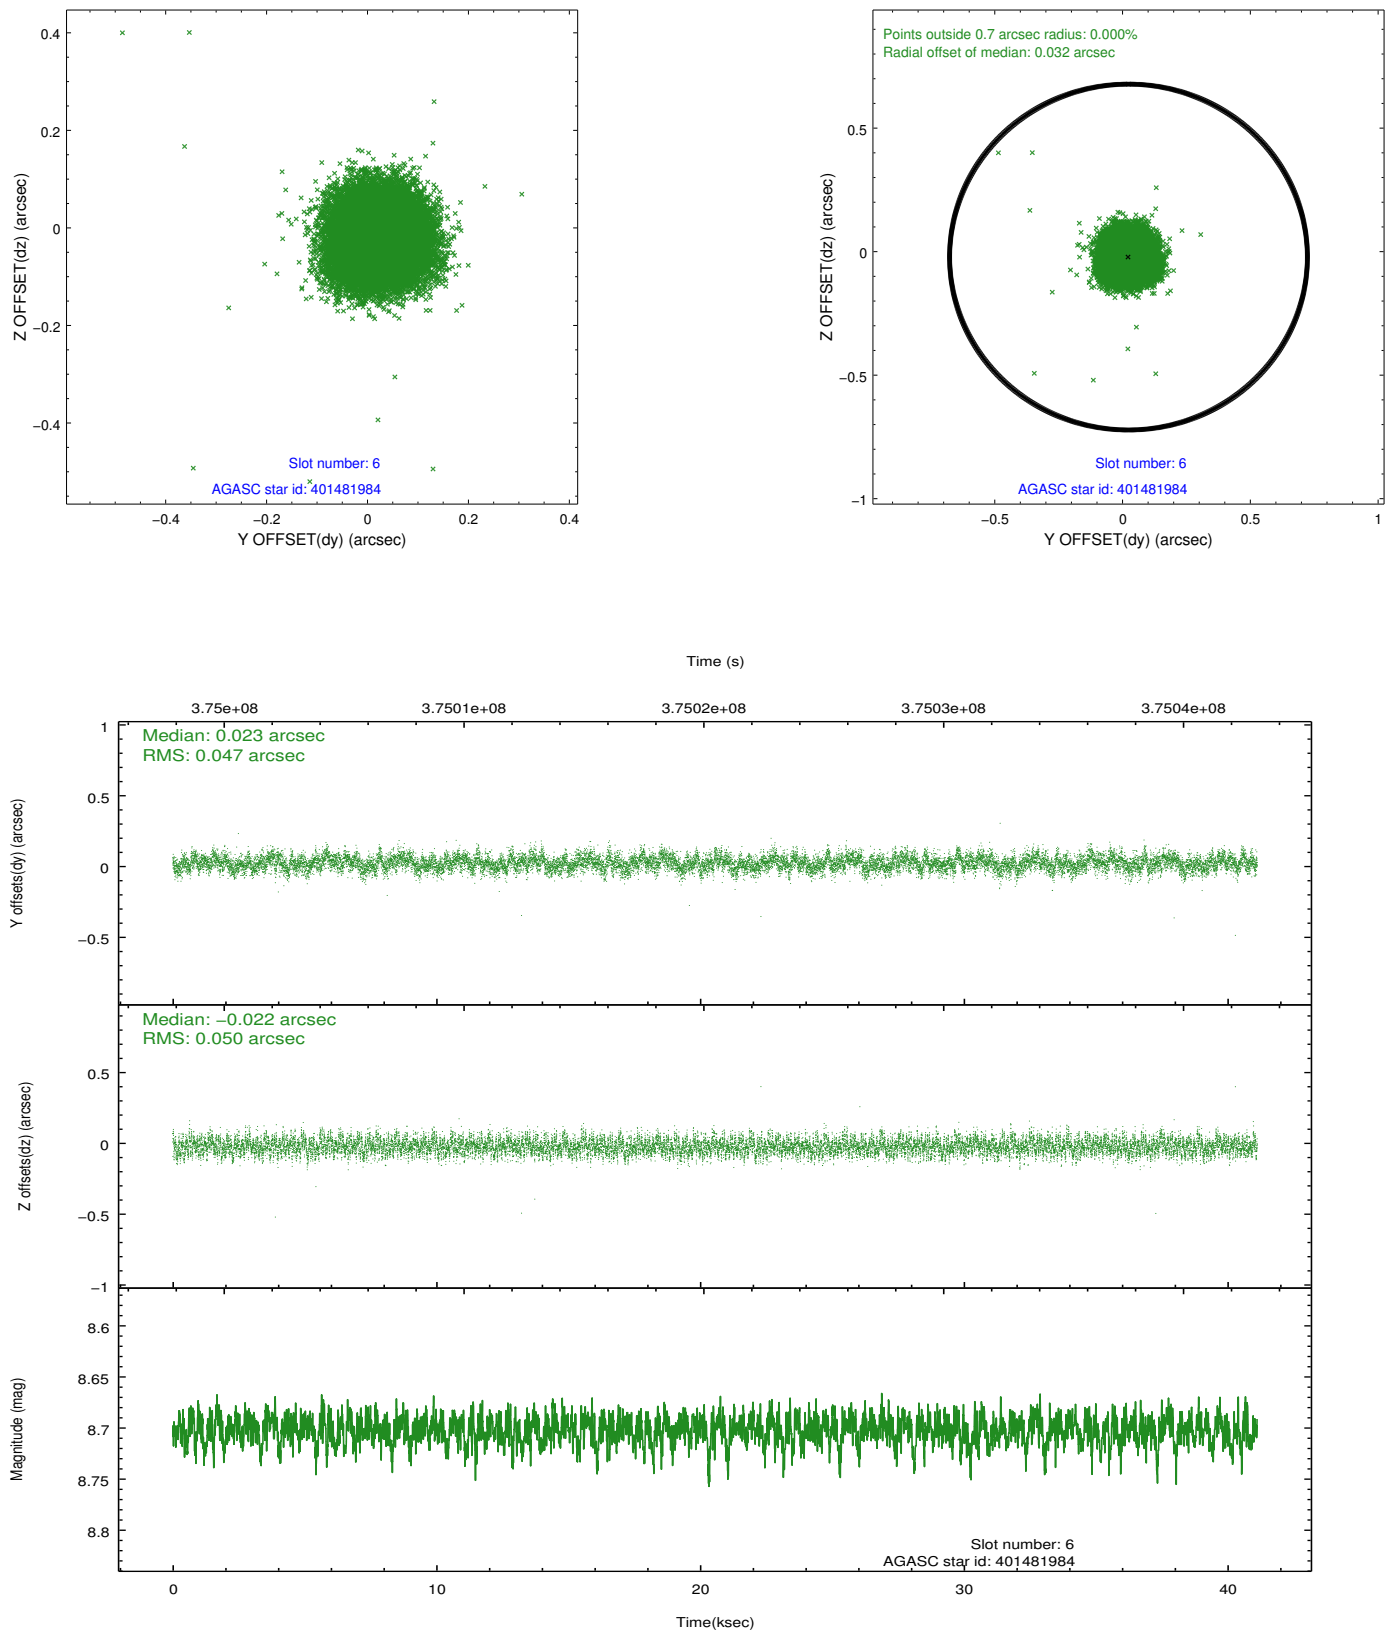 0.4
0.2
0
−0.2
−0.4
−0.4
−0.2
0
0.2
0.4
Z OFFSET(dz) (arcsec)
Y OFFSET(dy) (arcsec)
Slot number: 6
AGASC star id: 401481984
Points outside 0.7 arcsec radius: 0.000%
Radial offset of median: 0.032 arcsec
0.5
0
−0.5
−1
−0.5
0
0.5
1
Z OFFSET(dz) (arcsec)
Y OFFSET(dy) (arcsec)
Slot number: 6
AGASC star id: 401481984
Time (s)
3.75e+08
3.7501e+08
3.7502e+08
3.7503e+08
3.7504e+08
Median: 0.023 arcsec
RMS: 0.047 arcsec
1
0.5
0
−0.5
Y offsets(dy) (arcsec)
Median: −0.022 arcsec
RMS: 0.050 arcsec
0.5
0
−0.5
−1
Z offsets(dz) (arcsec)
8.6
8.65
8.7
8.75
8.8
Magnitude (mag)
Slot number: 6
AGASC star id: 401481984
0
10
20
30
40
Time(ksec)